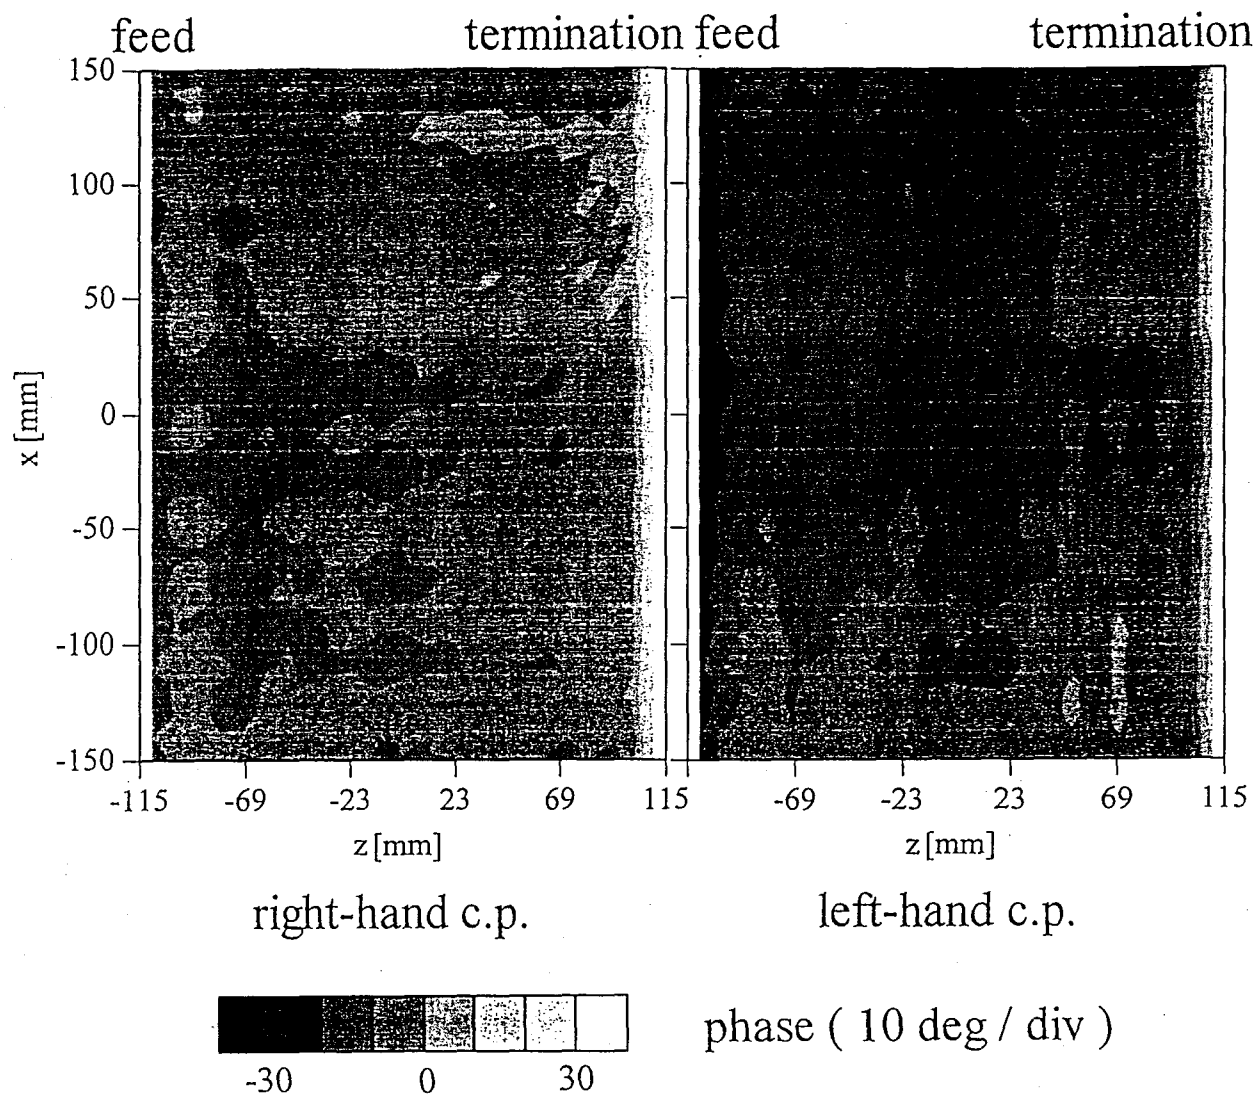 feed termination feed termination
150
100
50
0
-50
-100
-150
x [mm]
-115 -69 -23 23 69 115 -69 -23 23 69 115
z [mm] z [mm]
right-hand c.p. left-hand c.p.
phase ( 10 deg / div )
-30 0 30